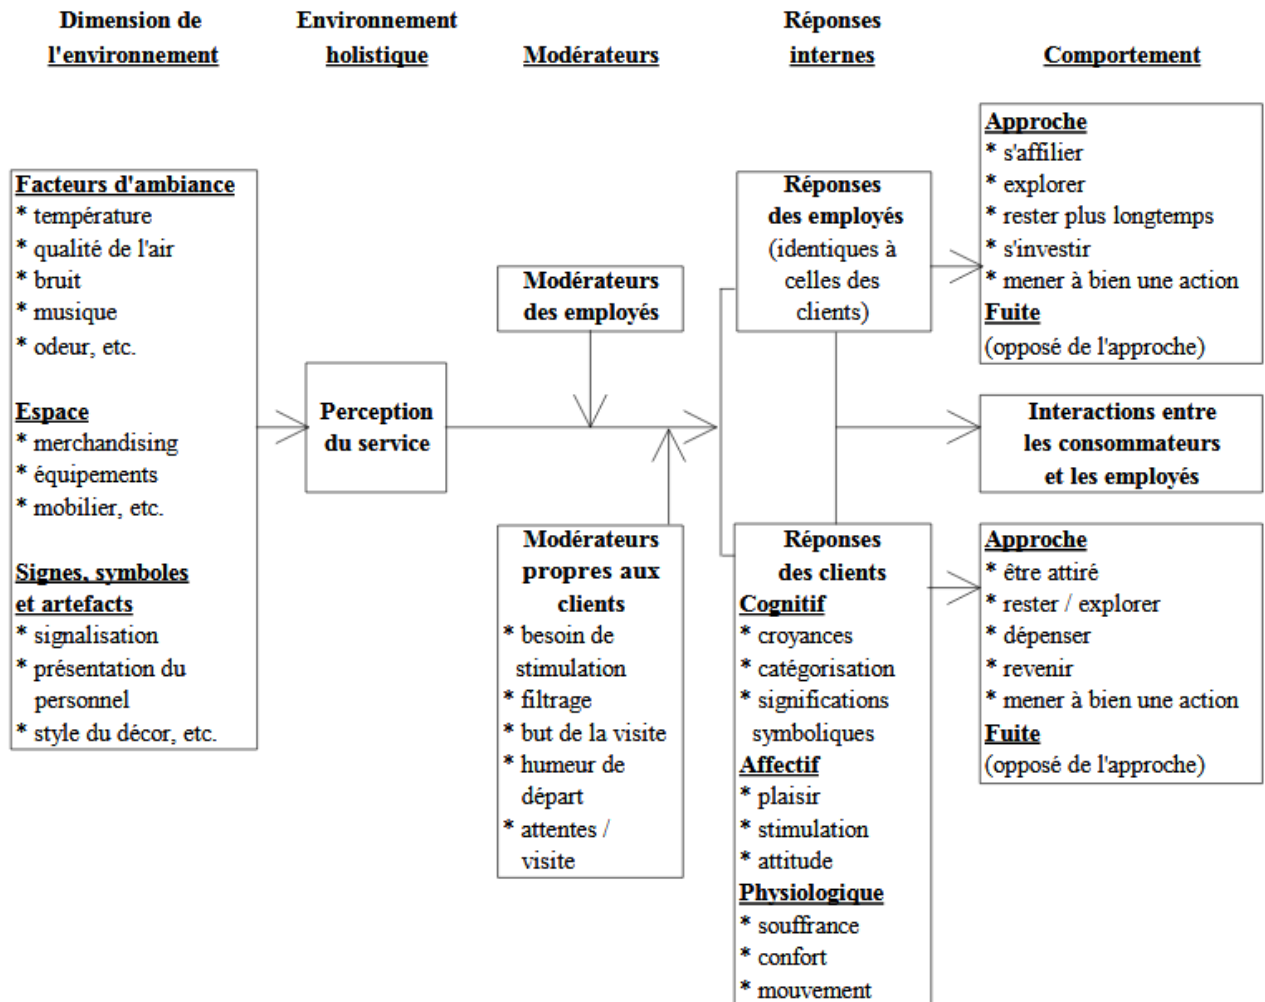 Dimension de
l'environnement
Environnement
holistique
Modérateurs
Réponses
internes
Comportement
Facteurs d'ambiance
* température
* qualité de l'air
* bruit
* musique
* odeur, etc.
Espace
* merchandising
* équipements
* mobilier, etc.
Signes, symboles
et artefacts
* signalisation
* présentation du
personnel
* style du décor, etc.
Perception
du service
Modérateurs
des employés
Modérateurs
propres aux
clients
* besoin de
stimulation
* filtrage
* but de la visite
* humeur de
départ
* attentes /
visite
Réponses
des employés
(identiques à
celles des
clients)
Réponses
des clients
Cognitif
* croyances
* catégorisation
* significations
symboliques
Affectif
* plaisir
* stimulation
* attitude
Physiologique
* souffrance
* confort
* mouvement
Approche
* s'affilier
* explorer
* rester plus longtemps
* s'investir
* mener à bien une action
Fuite
(opposé de l'approche)
Interactions entre
les consommateurs
et les employés
Approche
* être attiré
* rester / explorer
* dépenser
* revenir
* mener à bien une action
Fuite
(opposé de l'approche)